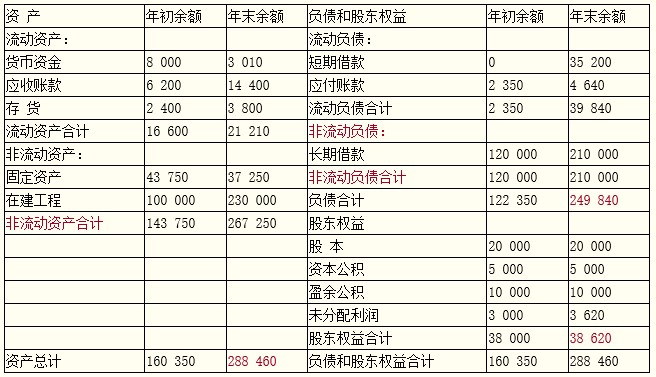 资 产 年初余额 年末余额 负债和股东权益 年初余额 年末余额
流动资产: 流动负债:
货币资金 8 000 3 010 短期借款 0 35 200
应收账款 6 200 14 400 应付账款 2 350 4 640
存 货 2 400 3 800 流动负债合计 2 350 39 840
流动资产合计 16 600 21 210 非流动负债:
非流动资产: 长期借款 120 000 210 000
固定资产 43 750 37 250 非流动负债合计 120 000 210 000
在建工程 100 000 230 000 负债合计 122 350 249 840
非流动资产合计 143 750 267 250 股东权益
股 本 20 000 20 000
资本公积 5 000 5 000
盈余公积 10 000 10 000
未分配利润 3 000 3 620
股东权益合计 38 000 38 620
资产总计 160 350 288 460 负债和股东权益合计 160 350 288 460